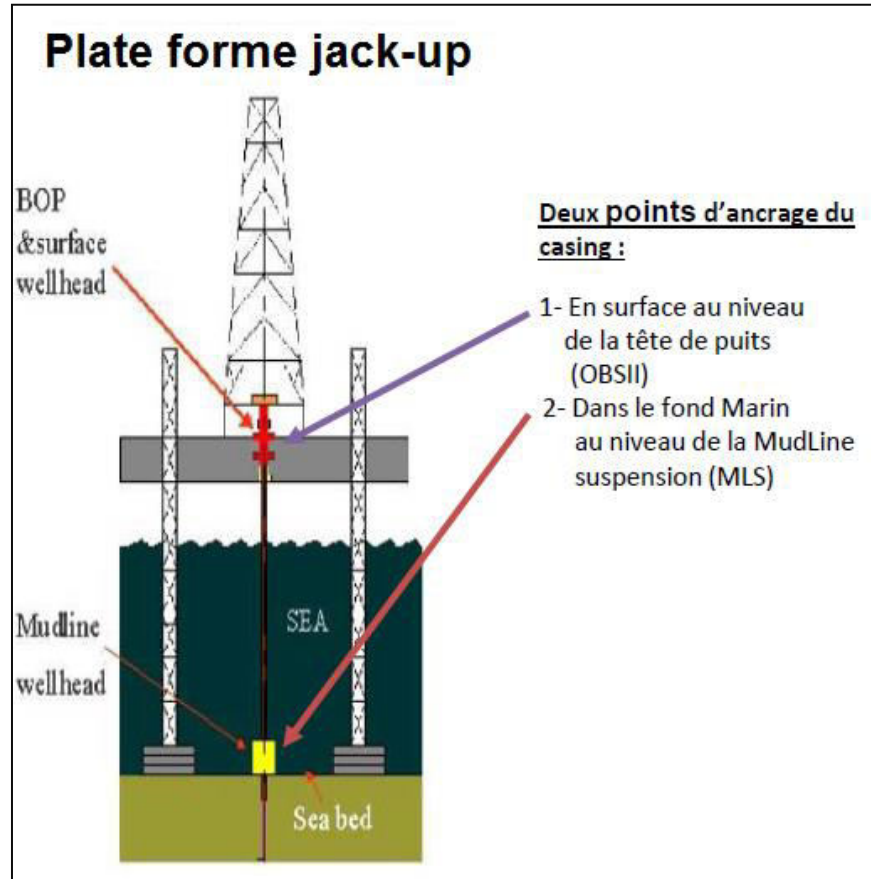 Plate forme jack-up
BOP
&surface
wellhead
Deux points d'ancrage du
casing :
1- En surface au niveau
de la tête de puits
(OBSII)
2- Dans le fond Marin
au niveau de la MudLine
suspension (MLS)
SEA
Mudline
wellhead
Sea bed